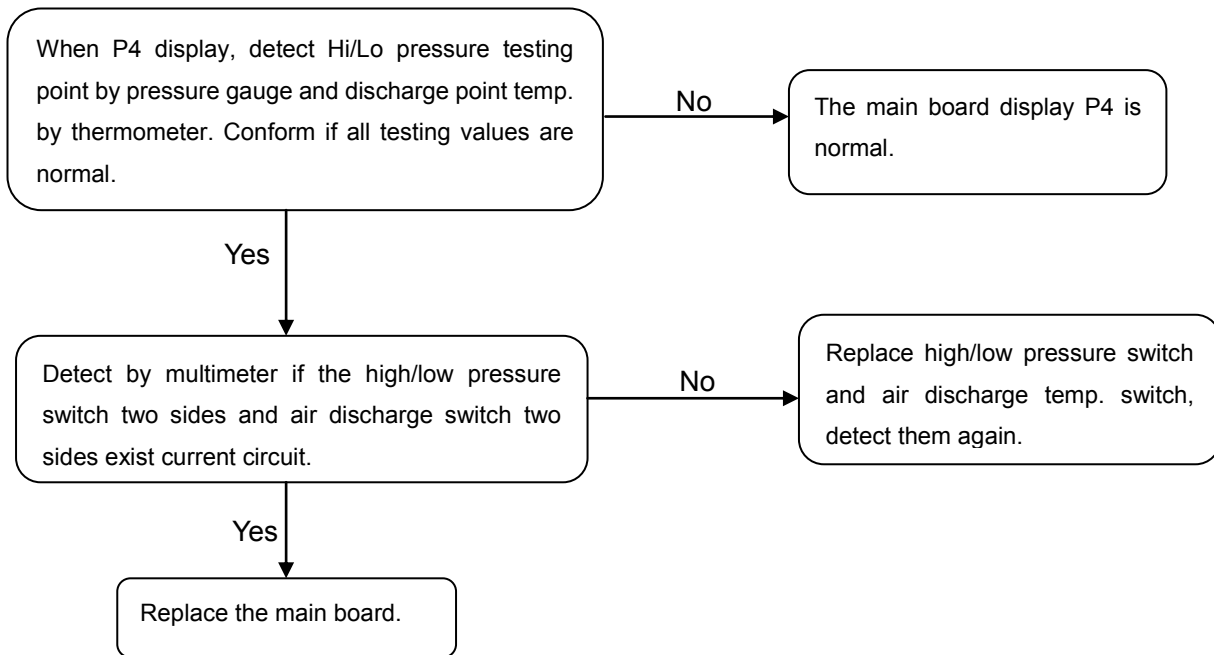 When P4 display, detect Hi/Lo pressure testing
point by pressure gauge and discharge point temp.
by thermometer. Conform if all testing values are
normal.
No
The main board display P4 is
normal.
Yes
Detect by multimeter if the high/low pressure
switch two sides and air discharge switch two
sides exist current circuit.
No
Replace high/low pressure switch
and air discharge temp. switch,
detect them again.
Yes
Replace the main board.